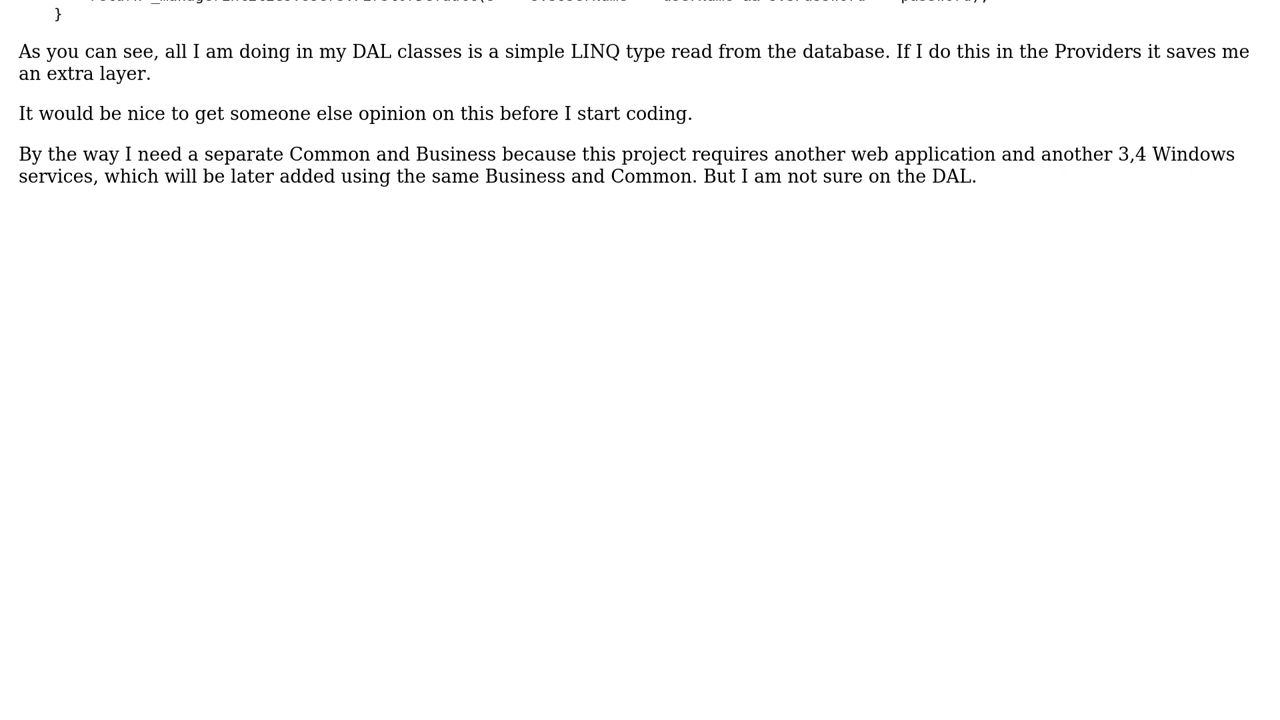 }
As you can see, all I am doing in my DAL classes is a simple LINQ type read from the database. If I do this in the Providers it saves me
an extra layer.
It would be nice to get someone else opinion on this before I start coding.
By the way I need a separate Common and Business because this project requires another web application and another 3,4 Windows
services, which will be later added using the same Business and Common. But I am not sure on the DAL.